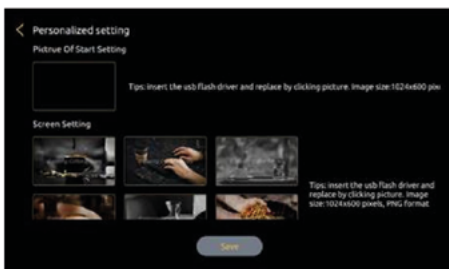 Personalized setting
Pictrue Of Start Setting
Tips: Insert the usb flash driver and replace by clicking picture. Image size:1024x600 pixe
Screen Setting
Tips: insert the usb flash driver and
replace by clicking picture. Image
size:1024x600 pixels, PNG format
Save